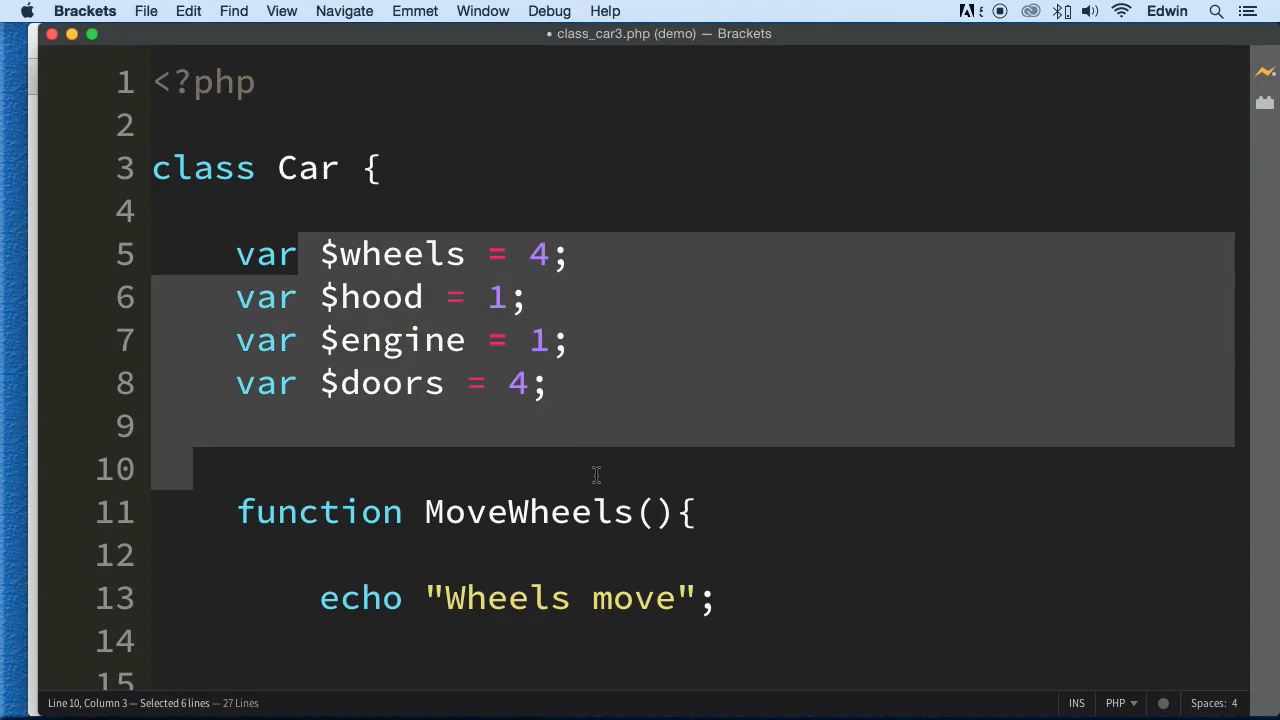 Brackets File Edit Find View Navigate Emmet Window Debug Help Edwin
• class_car3.php (demo) — Brackets
1 <?php
2
3 class Car {
4
5 var $wheels = 4;
6 var $hood = 1;
7 var $engine = 1;
8 var $doors = 4;
9
10
11 function MoveWheels(){
12
13 echo "Wheels move";
14
15
Line 10, Column 3 — Selected 6 lines — 27 Lines INS PHP Spaces: 4